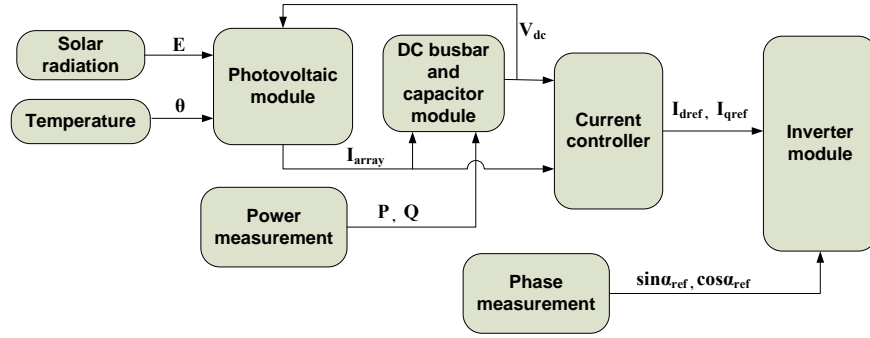 Solar
radiation
E
Temperature
θ
Photovoltaic
module
I_array
V_dc
DC busbar
and
capacitor
module
Power
measurement
P, Q
Current
controller
I_dref, I_qref
Inverter
module
Phase
measurement
sinα_ref, cosα_ref